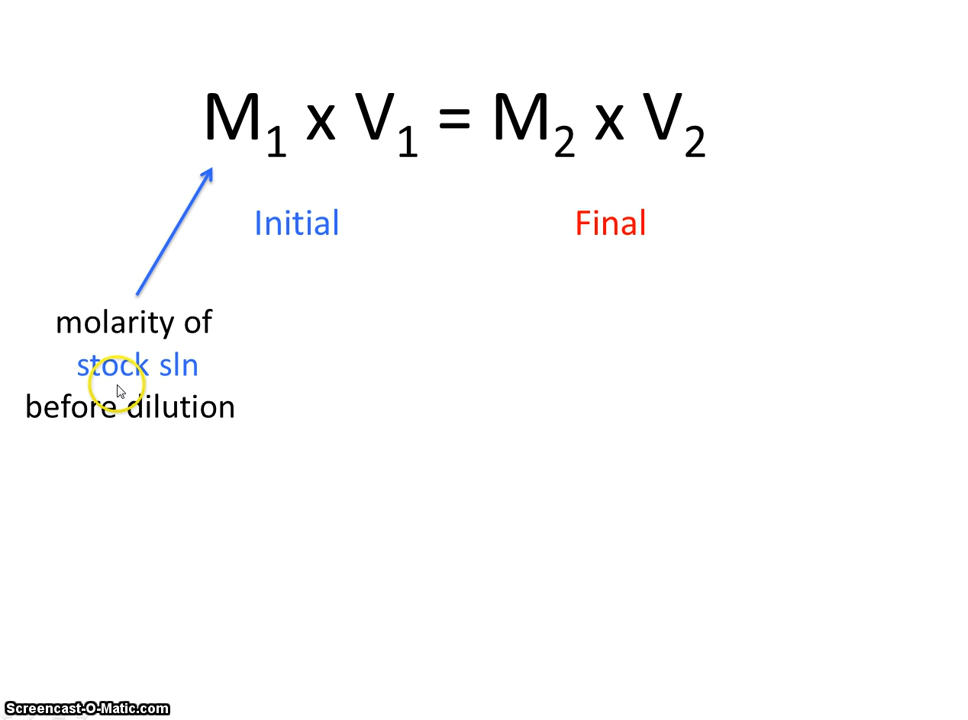 M₁ x V₁ = M₂ x V₂
Initial Final
molarity of
stock sln
before dilution
Screencast-O-Matic.com